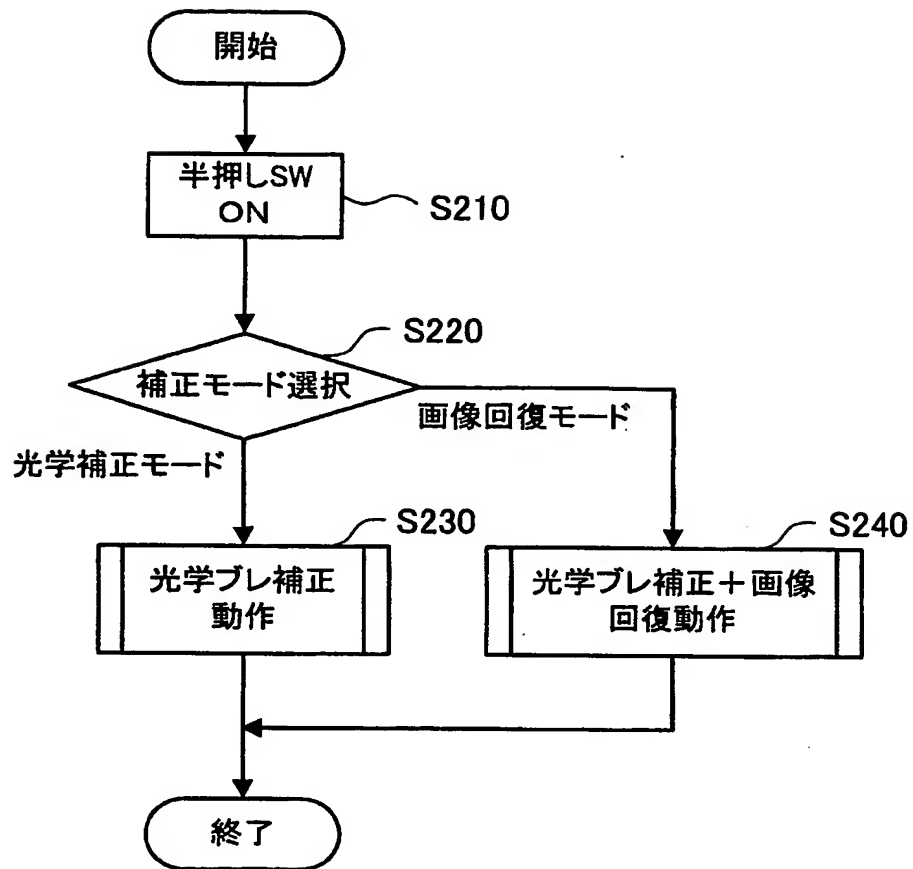 開始
半押しSW
ON
S210
S220
補正モード選択
画像回復モード
光学補正モード
S230
光学ブレ補正
動作
S240
光学ブレ補正+画像
回復動作
終了